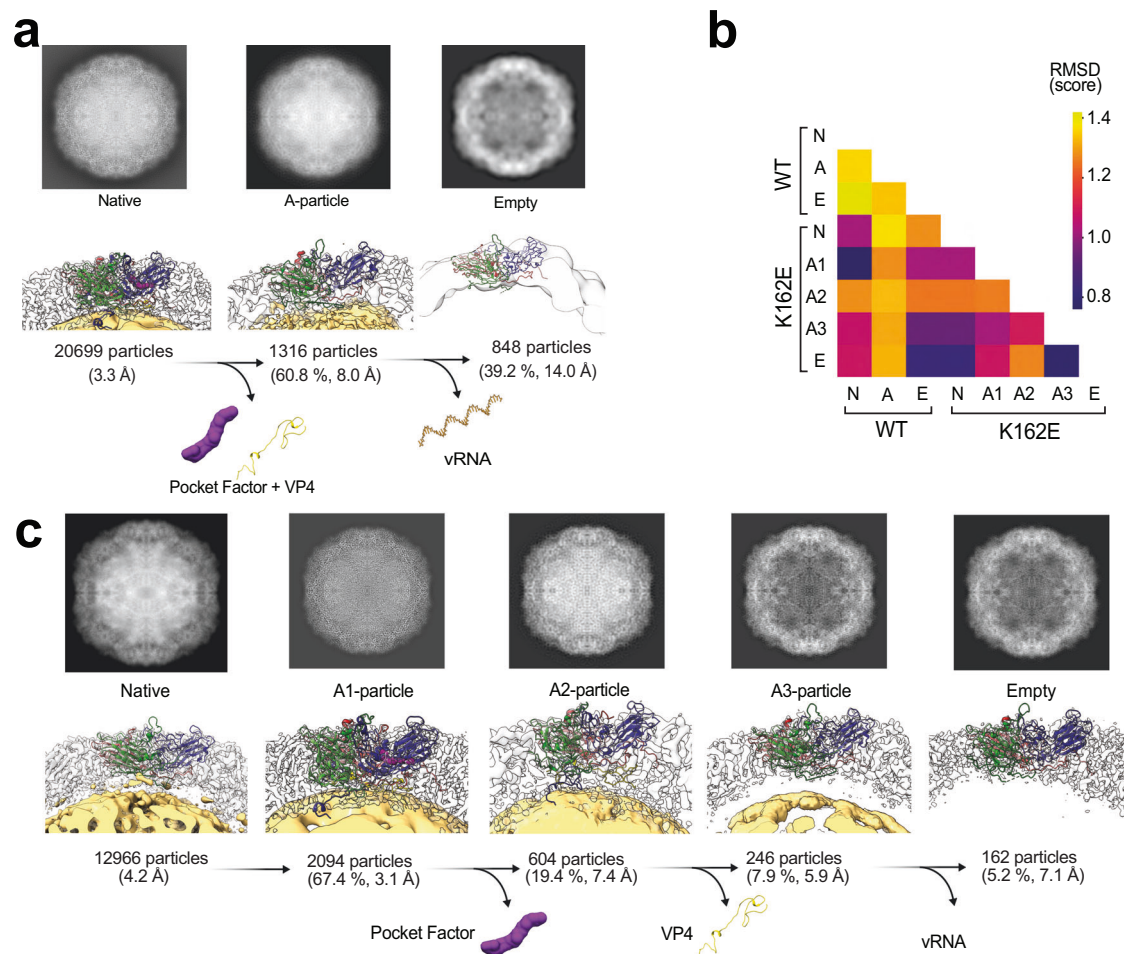 a
Native
A-particle
Empty
20699 particles
(3.3 Å)
1316 particles
(60.8 %, 8.0 Å)
848 particles
(39.2 %, 14.0 Å)
Pocket Factor + VP4
vRNA
b
RMSD
(score)
1.4
1.2
1.0
0.8
WT
N
A
E
K162E
N
A1
A2
A3
E
N A E N A1 A2 A3 E
WT K162E
c
Native
A1-particle
A2-particle
A3-particle
Empty
12966 particles
(4.2 Å)
2094 particles
(67.4 %, 3.1 Å)
604 particles
(19.4 %, 7.4 Å)
246 particles
(7.9 %, 5.9 Å)
162 particles
(5.2 %, 7.1 Å)
Pocket Factor
VP4
vRNA